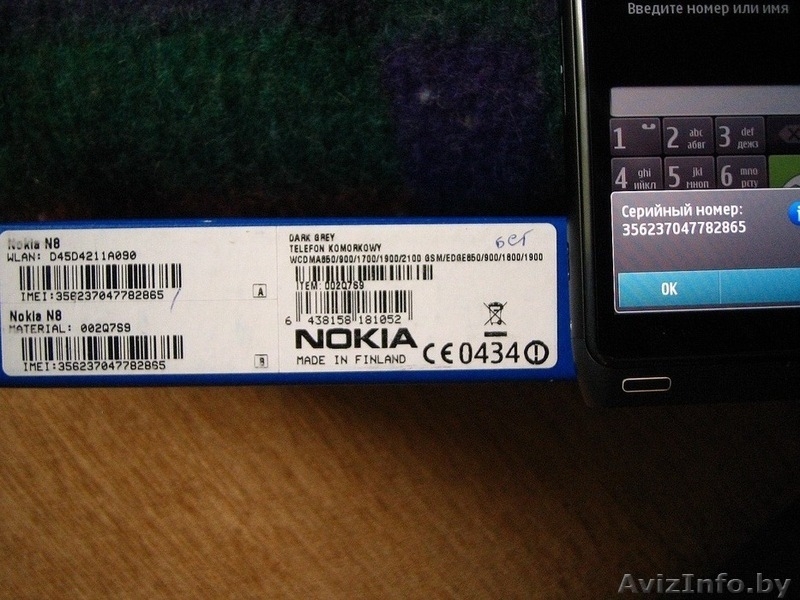 Nokia N8
WLAN: D45D4211A090
IMEI:356237047782865
A
Nokia N8
MATERIAL: 002Q7S9
IMEI:356237047782865
B
DARK GREY
TELEFON KOMORKOWY
WCDMA850/900/1700/1900/2100 GSM/EDGE850/900/1800/1900
ITEM: 002Q7S9
6 438158 181052
NOKIA
MADE IN FINLAND
CE0434
Введите номер или имя
1
2 abc абвг
3 def дежз
4 ghi ийкл
5 jkl мноп
6 mno рсту
Серийный номер:
356237047782865
OK
AvizInfo.by